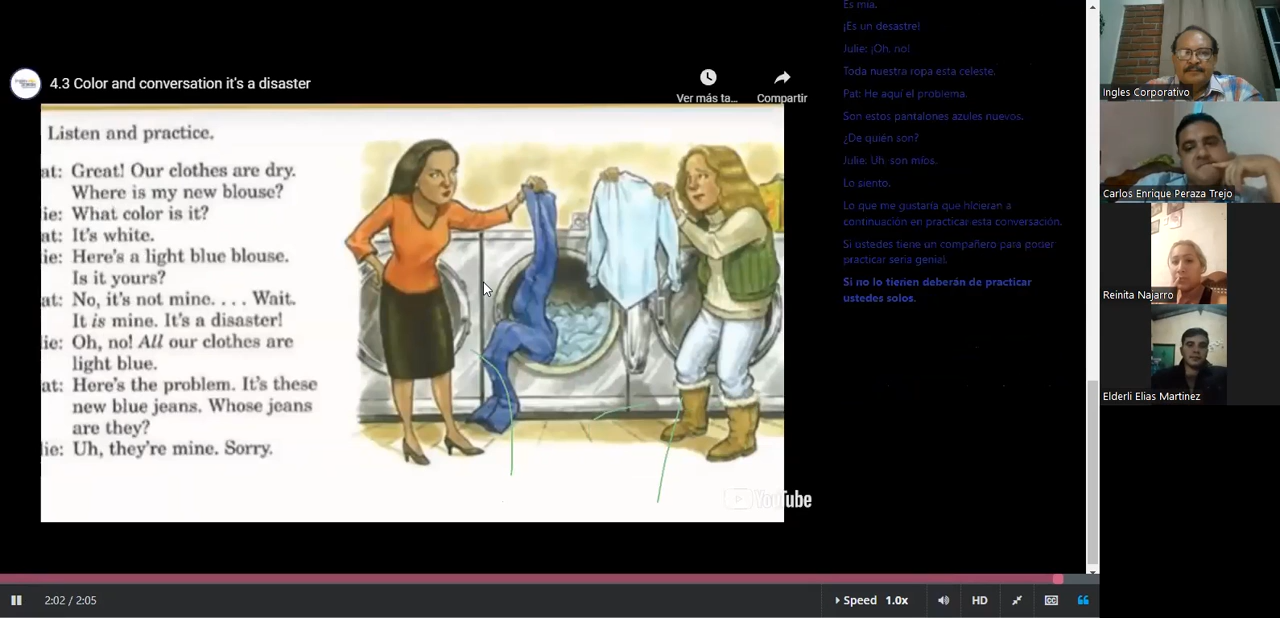 4.3 Color and conversation it's a disaster
Ver más ta...
Compartir
Listen and practice.
at: Great! Our clothes are dry.
Where is my new blouse?
lie: What color is it?
at: It's white.
lie: Here's a light blue blouse.
Is it yours?
at: No, it's not mine. . . . Wait.
It is mine. It's a disaster!
lie: Oh, no! All our clothes are
light blue.
at: Here's the problem. It's these
new blue jeans. Whose jeans
are they?
lie: Uh, they're mine. Sorry.
YouTube
Es mía.
¡Es un desastre!
Julie: ¡Oh, no!
Toda nuestra ropa esta celeste.
Pat: He aquí el problema.
Son estos pantalones azules nuevos.
¿De quién son?
Julie: Uh son míos.
Lo siento.
Lo que me gustaría que hicieran a
continuación en practicar esta conversación.
Si ustedes tiene un compañero para poder
practicar seria genial.
Si no lo tienen deberán de practicar
ustedes solos.
2:02 / 2:05
Speed 1.0x
HD
CC
Ingles Corporativo
Carlos Enrique Peraza Trejo
Reinita Najarro
Elderli Elias Martinez